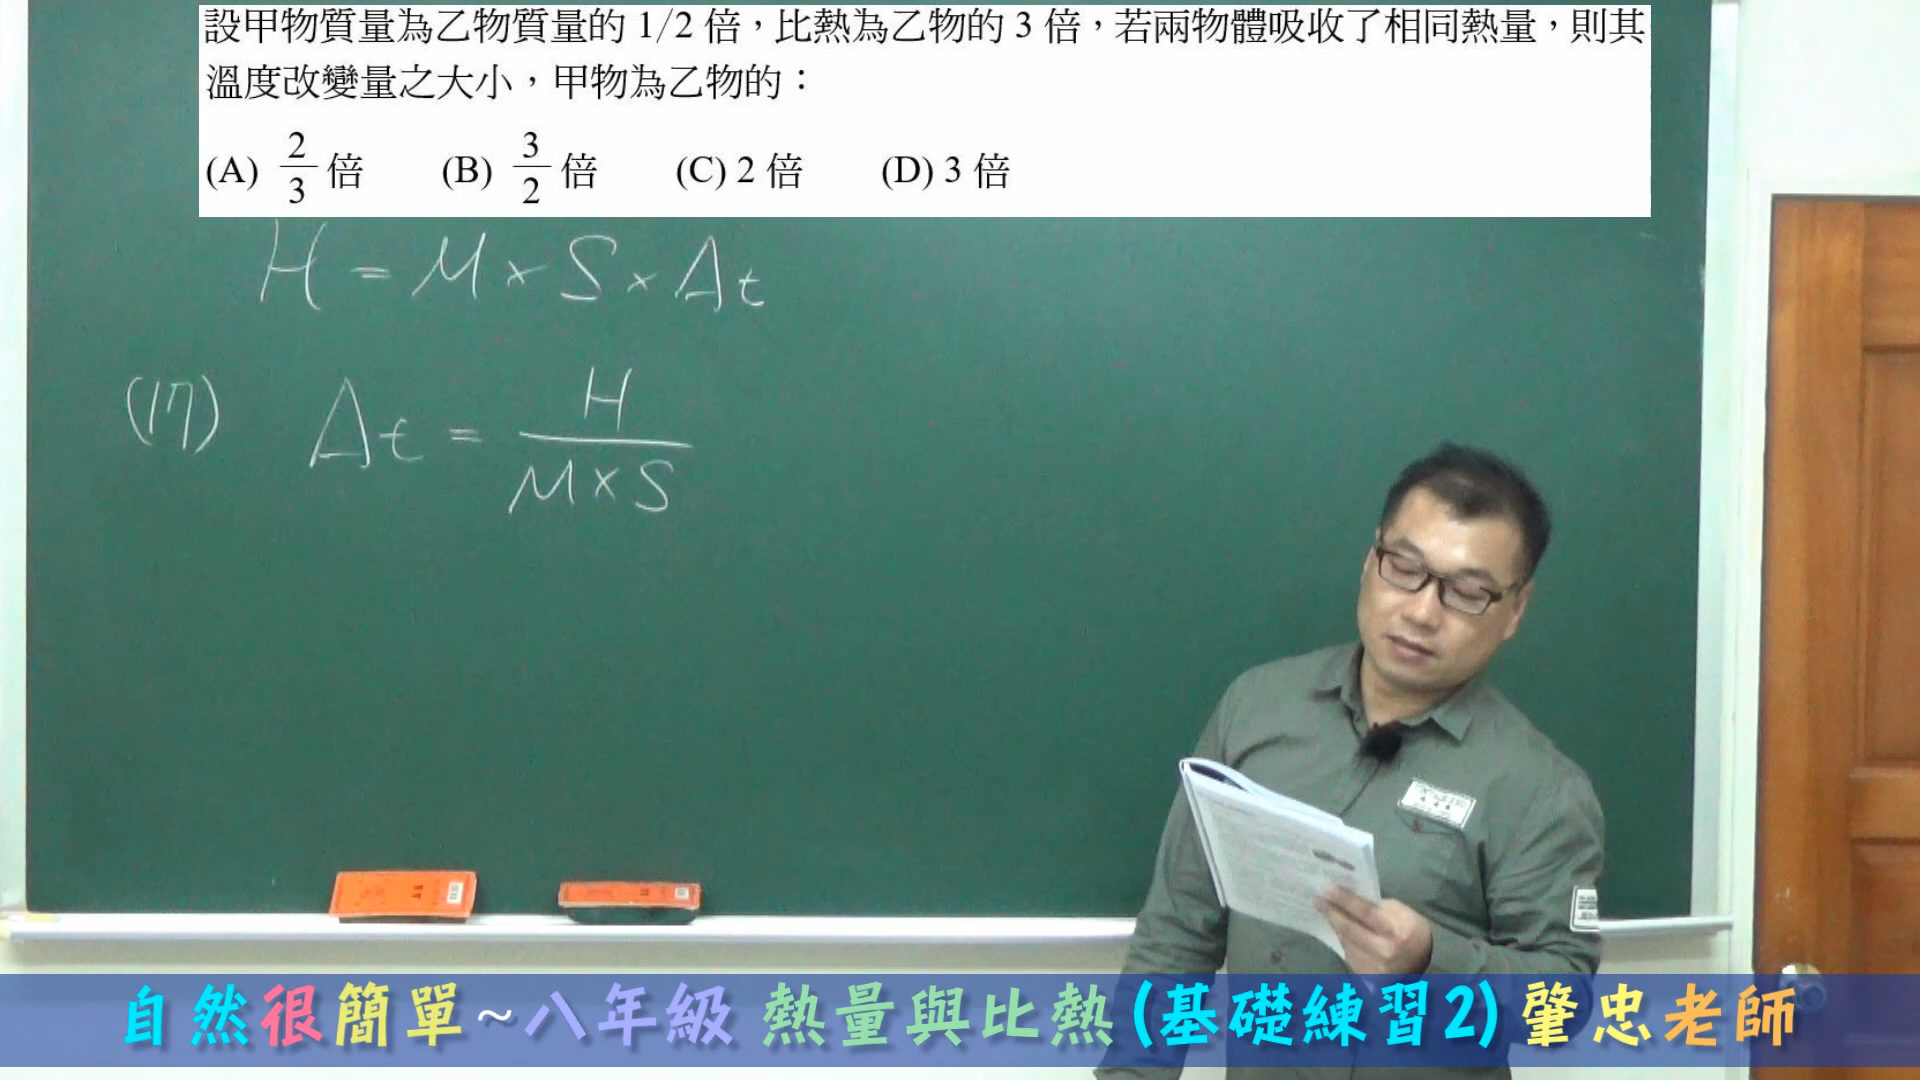 設甲物質量為乙物質量的 1/2 倍，比熱為乙物的 3 倍，若兩物體吸收了相同熱量，則其
溫度改變量之大小，甲物為乙物的：
(A) 2/3 倍 (B) 3/2 倍 (C) 2 倍 (D) 3 倍
H = M × S × Δt
(17) Δt = H / M×S
自然很簡單~八年級 熱量與比熱(基礎練習2) 肇忠老師